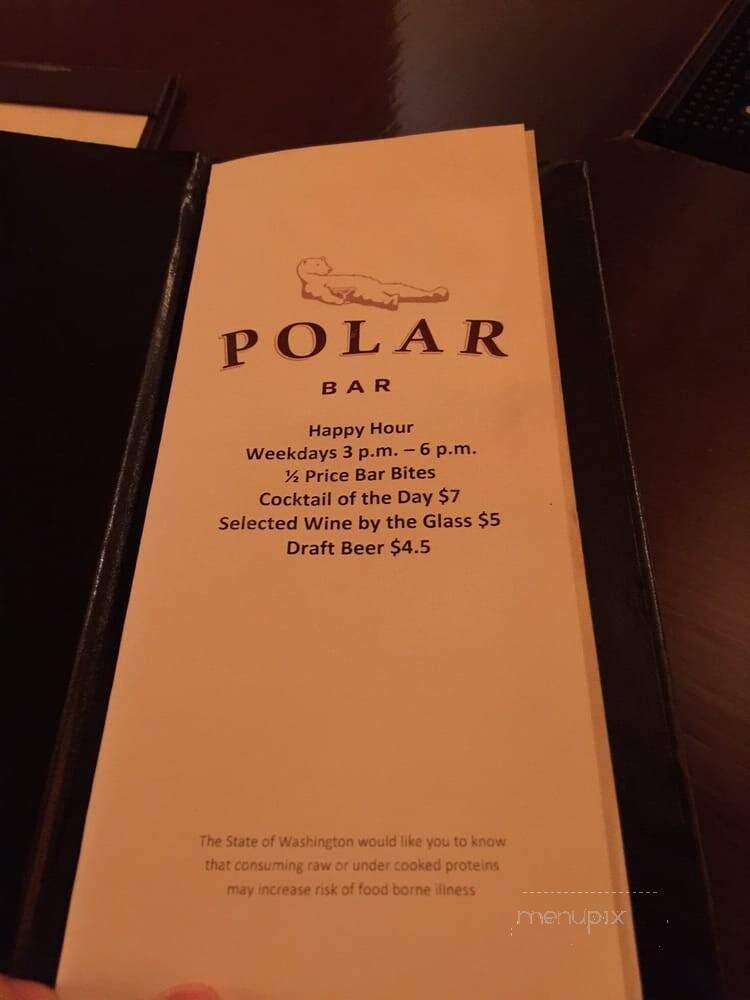 POLAR
BAR
Happy Hour
Weekdays 3 p.m. – 6 p.m.
½ Price Bar Bites
Cocktail of the Day $7
Selected Wine by the Glass $5
Draft Beer $4.5
The State of Washington would like you to know
that consuming raw or under cooked proteins
may increase risk of food borne illness
menupix